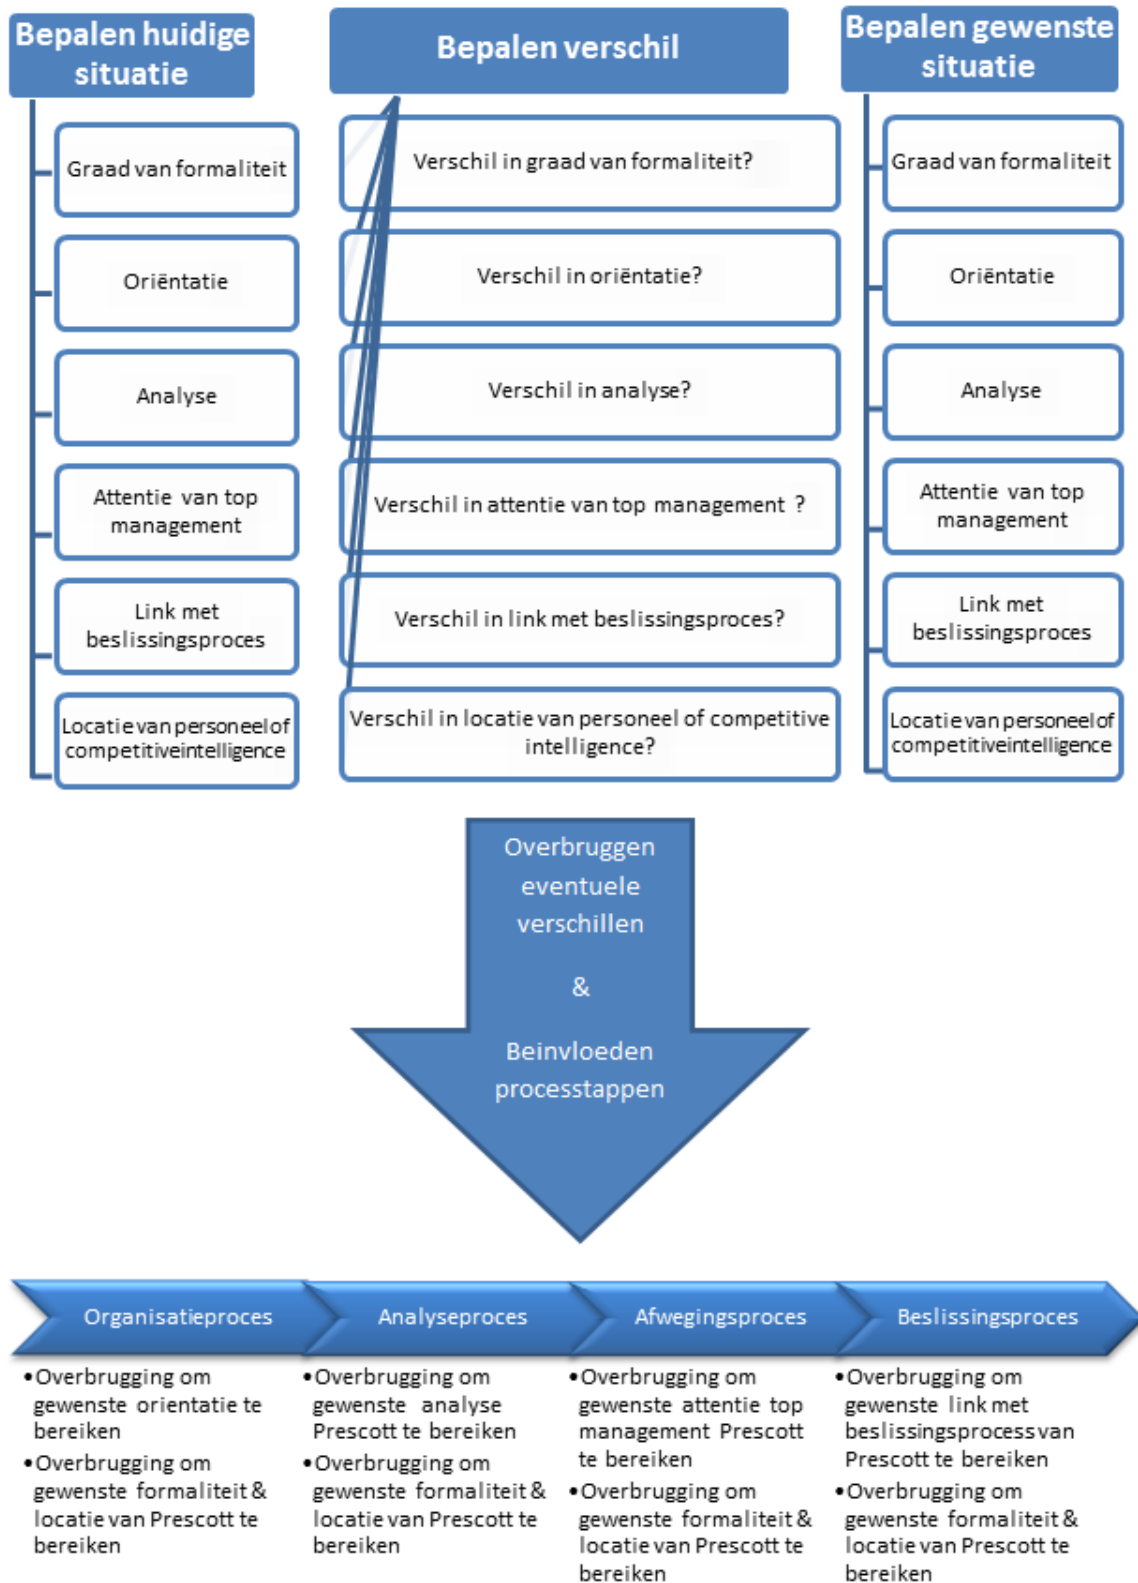 Bepalen huidige
situatie
Graad van formaliteit
Oriëntatie
Analyse
Attentie van top
management
Link met
beslissingsproces
Locatie van personeel of
competitive intelligence
Bepalen verschil
Verschil in graad van formaliteit?
Verschil in oriëntatie?
Verschil in analyse?
Verschil in attentie van top management ?
Verschil in link met beslissingsproces?
Verschil in locatie van personeel of competitive
intelligence?
Bepalen gewenste
situatie
Graad van formaliteit
Oriëntatie
Analyse
Attentie van top
management
Link met
beslissingsproces
Locatie van personeel of
competitive intelligence
Overbruggen
eventuele
verschillen
&
Beinvloeden
processtappen
Organisatieproces
•Overbrugging om
gewenste orientatie te
bereiken
•Overbrugging om
gewenste formaliteit &
locatie van Prescott te
bereiken
Analyseproces
•Overbrugging om
gewenste analyse
Prescott te bereiken
•Overbrugging om
gewenste formaliteit &
locatie van Prescott te
bereiken
Afwegingsproces
•Overbrugging om
gewenste attentie top
management Prescott
te bereiken
•Overbrugging om
gewenste formaliteit &
locatie van Prescott te
bereiken
Beslissingsproces
•Overbrugging om
gewenste link met
beslissingsprocess van
Prescott te bereiken
•Overbrugging om
gewenste formaliteit &
locatie van Prescott te
bereiken